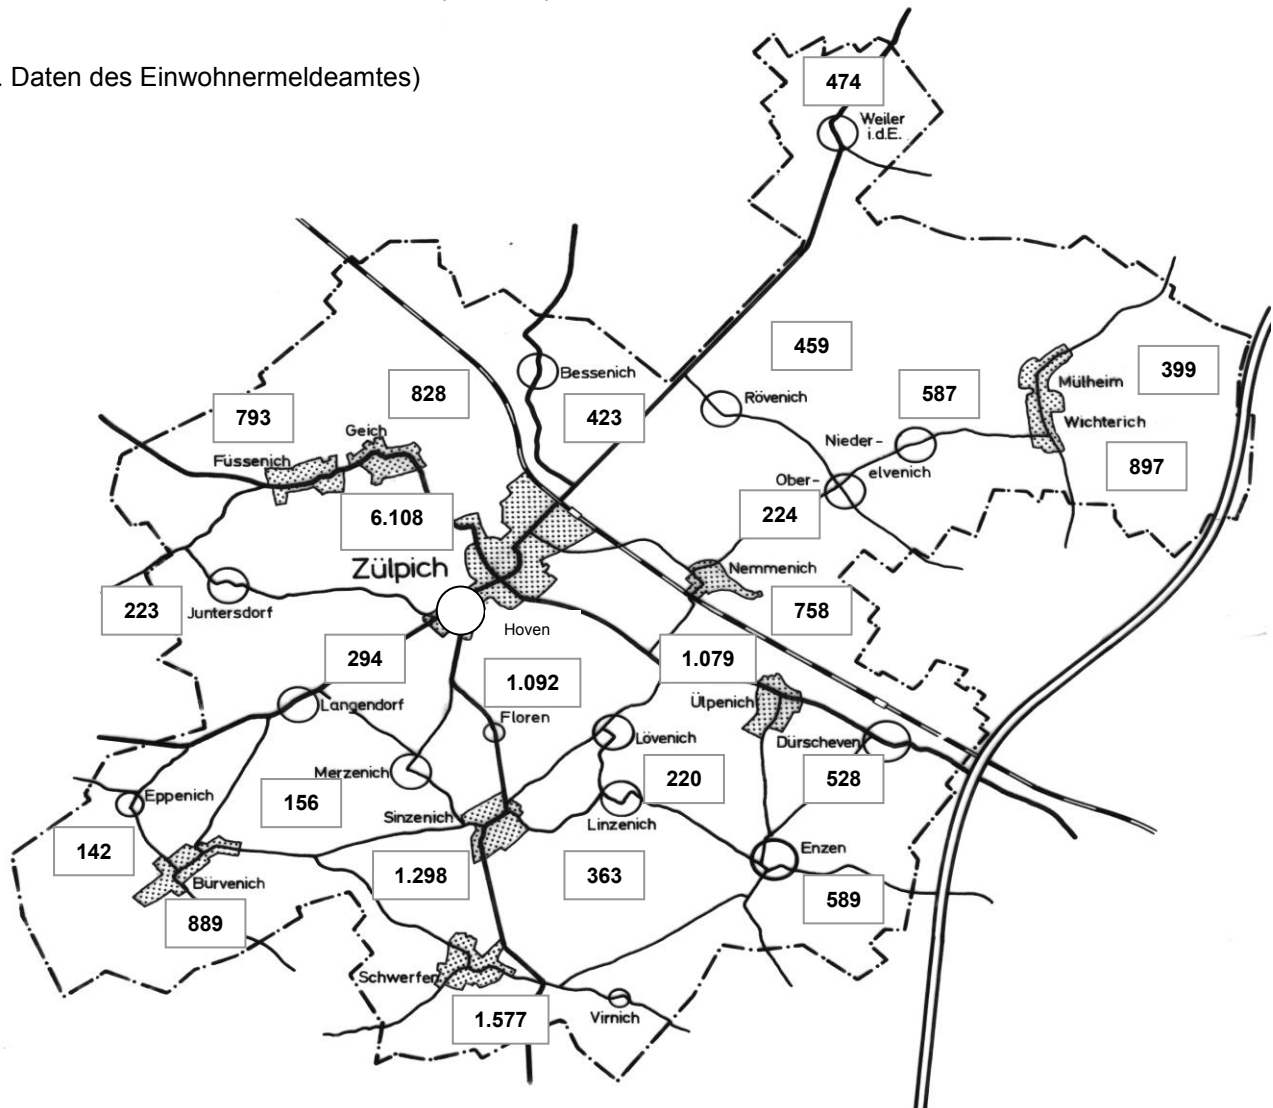 . Daten des Einwohnermeldeamtes)
474
Weiler
i.d.E.
459
Bessenich
828
399
Mülheim
587
Rövenich
793
423
Geich
Wichterich
Nieder-
Füssenich
elvenich
897
Ober-
6.108
224
Zülpich
Nemmenich
223
Juntersdorf
758
Hoven
294
1.079
1.092
Ülpenich
Langendorf
Floren
Lövenich
Dürscheven
Merzenich
220
528
Eppenich
156
Sinzenich
Linzenich
142
Enzen
1.298
363
Bürvenich
589
889
Schwerfen
1.577
Virnich